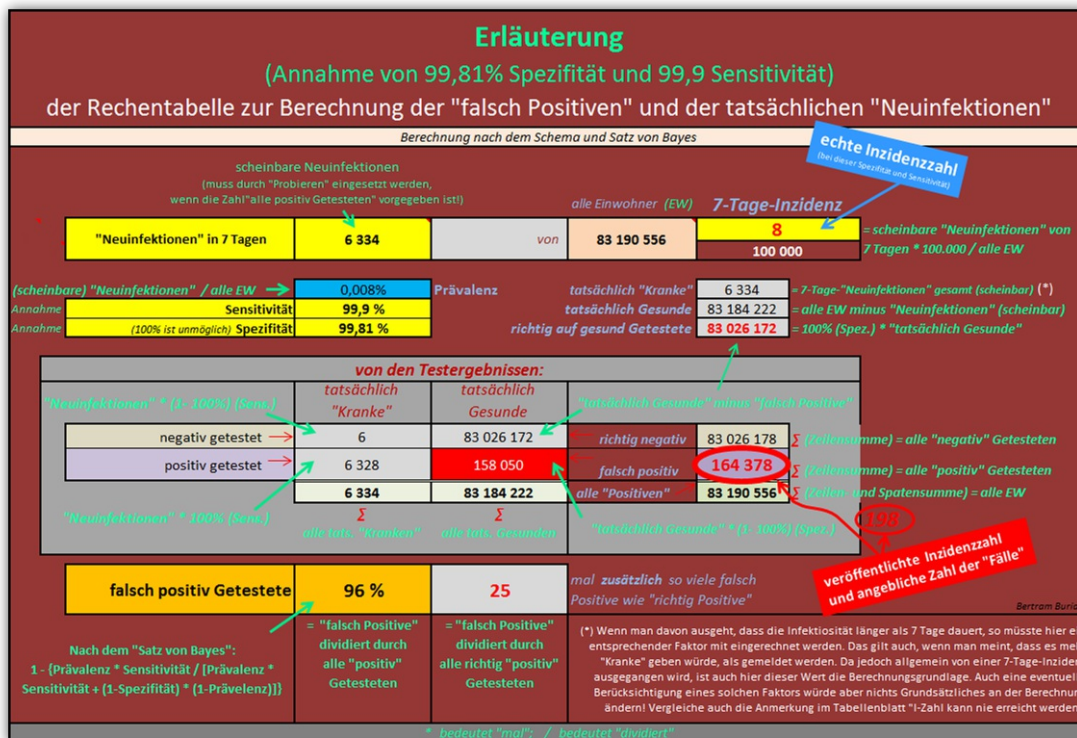 Erläuterung
(Annahme von 99,81% Spezifität und 99,9 Sensitivität)
der Rechentabelle zur Berechnung der "falsch Positiven" und der tatsächlichen "Neuinfektionen"
Berechnung nach dem Schema und Satz von Bayes
echte Inzidenzzahl
(bei dieser Spezifität und Sensitivität)
scheinbare Neuinfektionen
(muss durch "Probieren" eingesetzt werden,
wenn die Zahl"alle positiv Getesteten" vorgegeben ist!)
alle Einwohner (EW) 7-Tage-Inzidenz
"Neuinfektionen" in 7 Tagen 6 334 von 83 190 556 8 = scheinbare "Neuinfektionen" von
100 000 7 Tagen * 100.000 / alle EW
(scheinbare) "Neuinfektionen" / alle EW 0,008% Prävalenz tatsächlich "Kranke" 6 334 = 7-Tage-"Neuinfektionen" gesamt (scheinbar) (*)
Annahme Sensitivität 99,9 % tatsächlich Gesunde 83 184 222 = alle EW minus "Neuinfektionen" (scheinbar)
Annahme (100% ist unmöglich) Spezifität 99,81 % richtig auf gesund Getestete 83 026 172 = 100% (Spez.) * "tatsächlich Gesunde"
von den Testergebnissen:
tatsächlich "Kranke" tatsächlich Gesunde
"Neuinfektionen" * (1- 100%) (Sens.) "tatsächlich Gesunde" minus "falsch Positive"
negativ getestet 6 83 026 172 richtig negativ 83 026 178 Σ (Zeilensumme) = alle "negativ" Getesteten
positiv getestet 6 328 158 050 falsch positiv 164 378 Σ (Zeilensumme) = alle "positiv" Getesteten
6 334 83 184 222 alle "Positiven" 83 190 556 Σ (Zeilen- und Spatensumme) = alle EW
"Neuinfektionen" * 100% (Sens.) Σ Σ "tatsächlich Gesunde" * (1- 100%) (Spez.) 198
alle tats. "Kranken" alle tats. Gesunden
veröffentlichte Inzidenzzahl
und angebliche Zahl der "Fälle"
falsch positiv Getestete 96 % 25 mal zusätzlich so viele falsch
Positive wie "richtig Positive"
Bertram Buri
Nach dem "Satz von Bayes":
1 - {Prävalenz * Sensitivität / [Prävalenz *
Sensitivität + (1-Spezifität) * (1-Prävelenz)]}
= "falsch Positive"
dividiert durch
alle "positiv"
Getesteten
= "falsch Positive"
dividiert durch
alle richtig "positiv"
Getesteten
(*) Wenn man davon ausgeht, dass die Infektiosität länger als 7 Tage dauert, so müsste hier e
entsprechender Faktor mit eingerechnet werden. Das gilt auch, wenn man meint, dass es me
"Kranke" geben würde, als gemeldet werden. Da jedoch allgemein von einer 7-Tage-Inzide
ausgegangen wird, ist auch hier dieser Wert die Berechnungsgrundlage. Auch eine eventuel
Berücksichtigung eines solchen Faktors würde aber nichts Grundsätzliches an der Berechnu
ändern! Vergleiche auch die Anmerkung im Tabellenblatt "I-Zahl kann nie erreicht werden
* bedeutet "mal"; / bedeutet "dividiert"